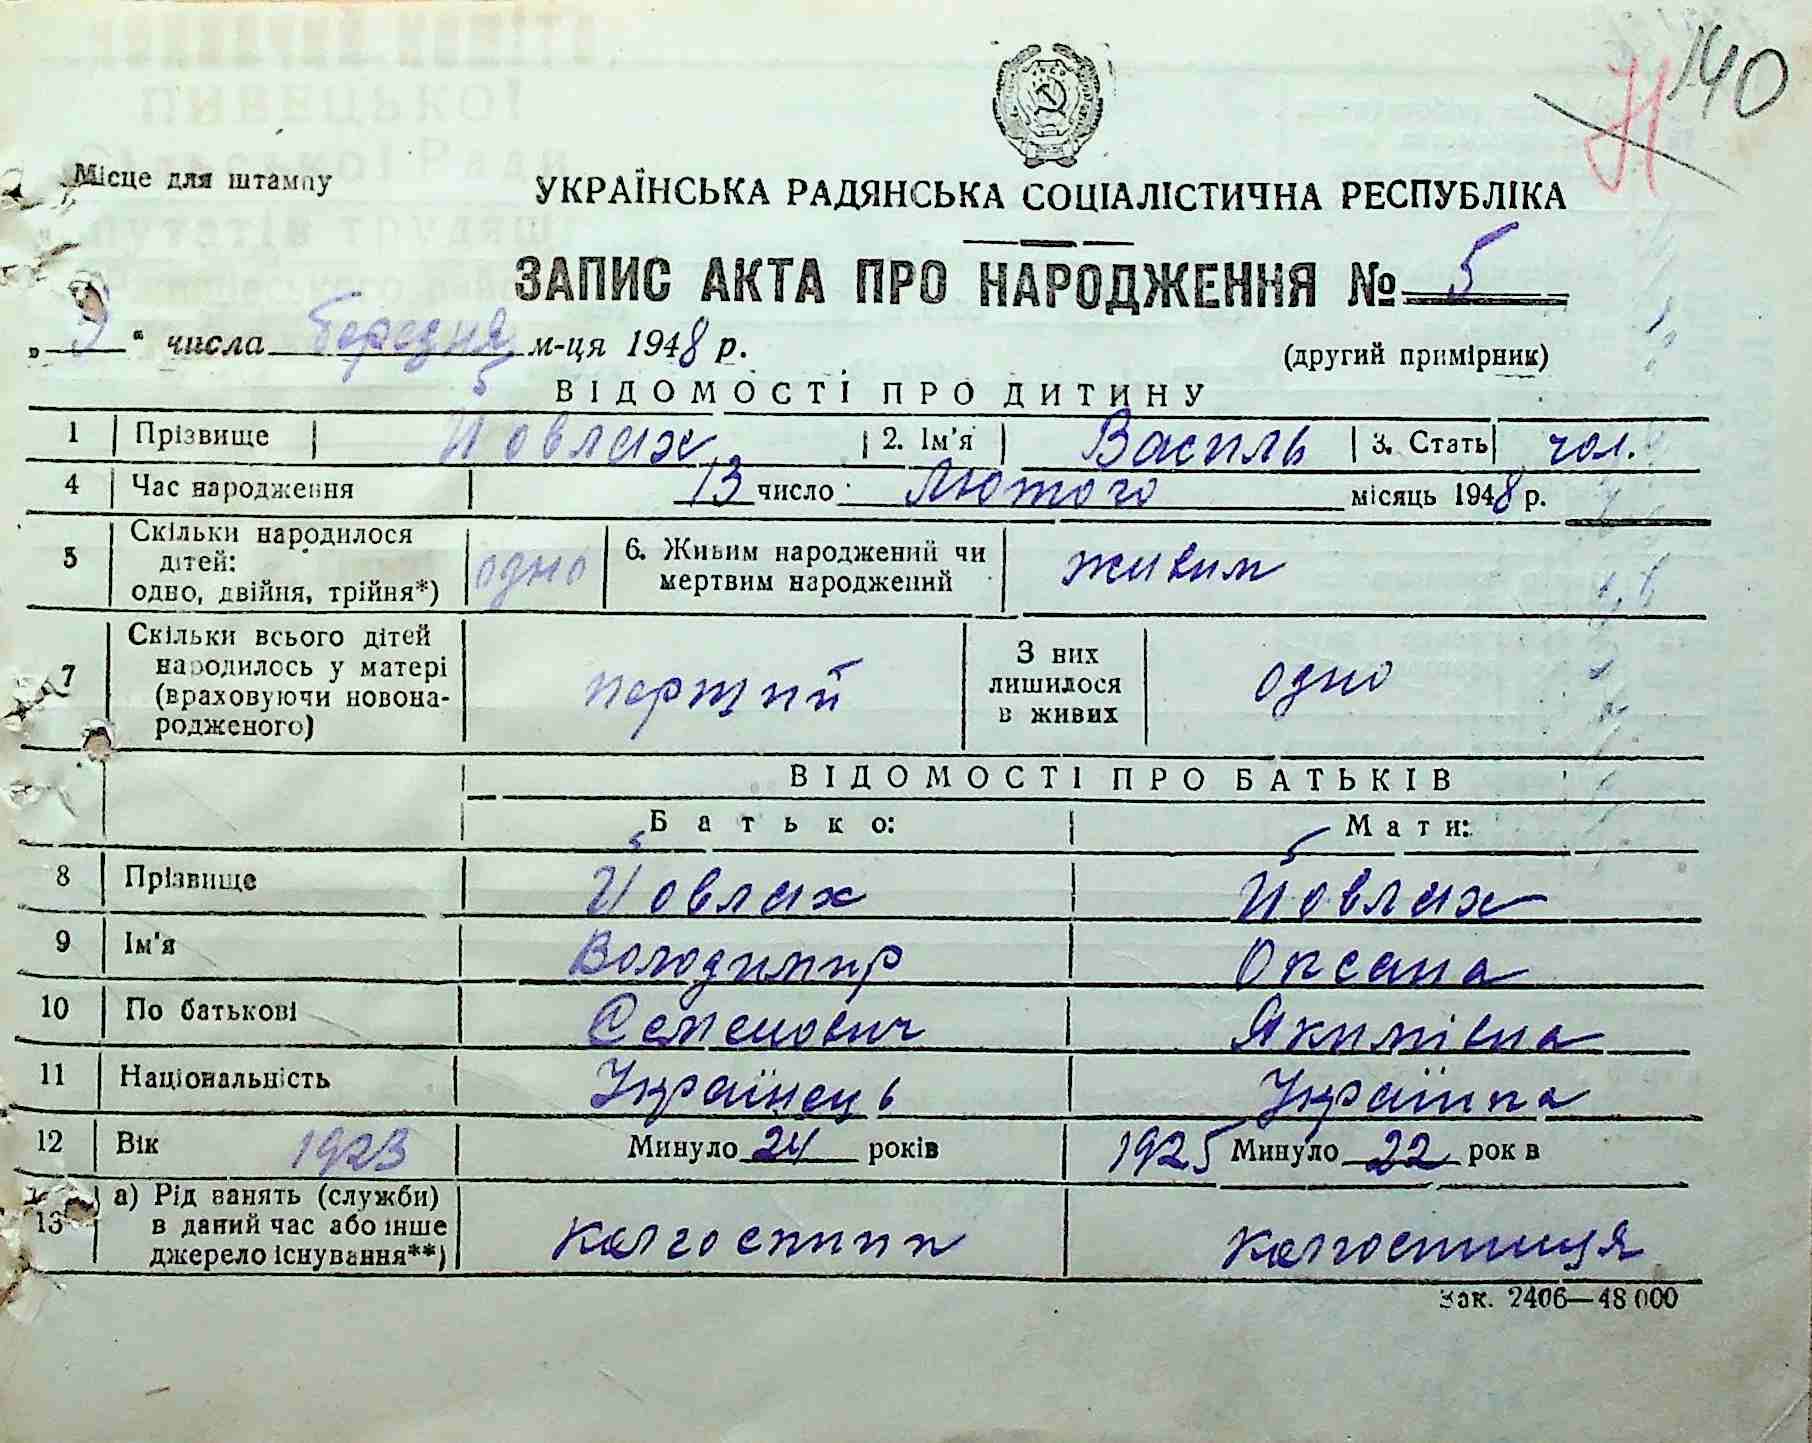 140
Н
Місце для штампу
УКРАЇНСЬКА РАДЯНСЬКА СОЦІАЛІСТИЧНА РЕСПУБЛІКА
ЗАПИС АКТА ПРО НАРОДЖЕННЯ № 5
„ 9 “ числа березня м-ця 1948 р.
(другий примірник)
ВІДОМОСТІ ПРО ДИТИНУ
1 Прізвище Йовлах 2. Ім'я Василь 3. Стать чол.
4 Час народження 13 число Лютого місяць 1948 р.
5 Скільки народилося дітей: одно, двійня, трійня*) одно 6. Живим народжений чи мертвим народжений живим
7 Скільки всього дітей народилось у матері (враховуючи новонародженого) перший З них лишилося в живих одно
ВІДОМОСТІ ПРО БАТЬКІВ
Батько: Мати:
8 Прізвище Йовлах Йовлах
9 Ім'я Володимир Оксана
10 По батькові Семенович Якимівна
11 Національність Українець Українка
12 Вік 1923 Минуло 24 років 1925 Минуло 22 років
13 а) Рід занять (служби) в даний час або інше джерело існування**) колгоспник колгоспниця
Зак. 2406—48 000